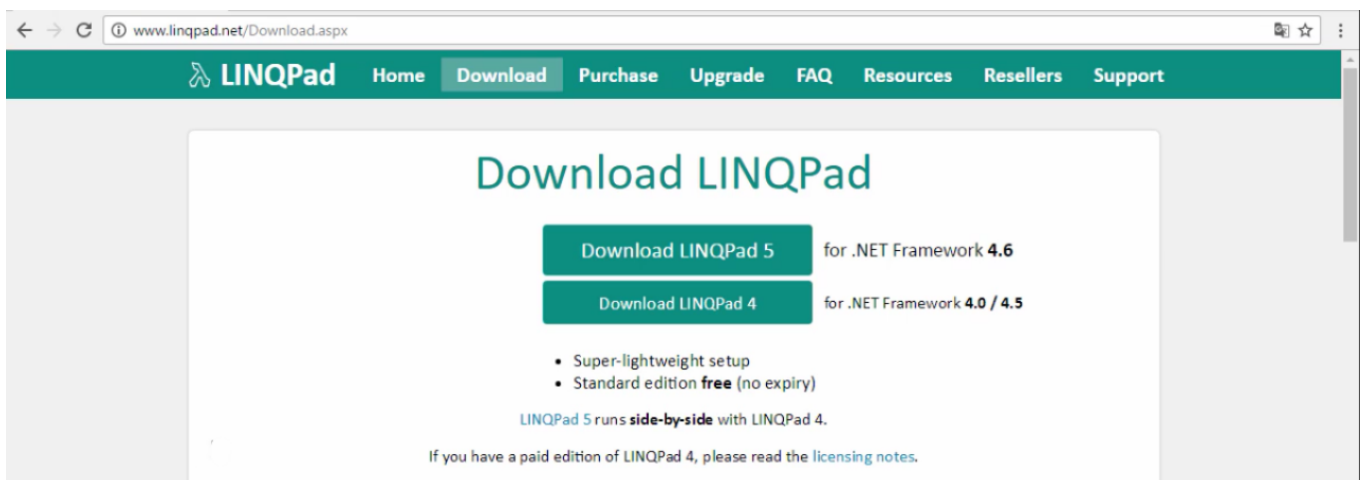 www.linqpad.net/Download.aspx
LINQPad Home Download Purchase Upgrade FAQ Resources Resellers Support
Download LINQPad
Download LINQPad 5 for .NET Framework 4.6
Download LINQPad 4 for .NET Framework 4.0 / 4.5
• Super-lightweight setup
• Standard edition free (no expiry)
LINQPad 5 runs side-by-side with LINQPad 4.
If you have a paid edition of LINQPad 4, please read the licensing notes.